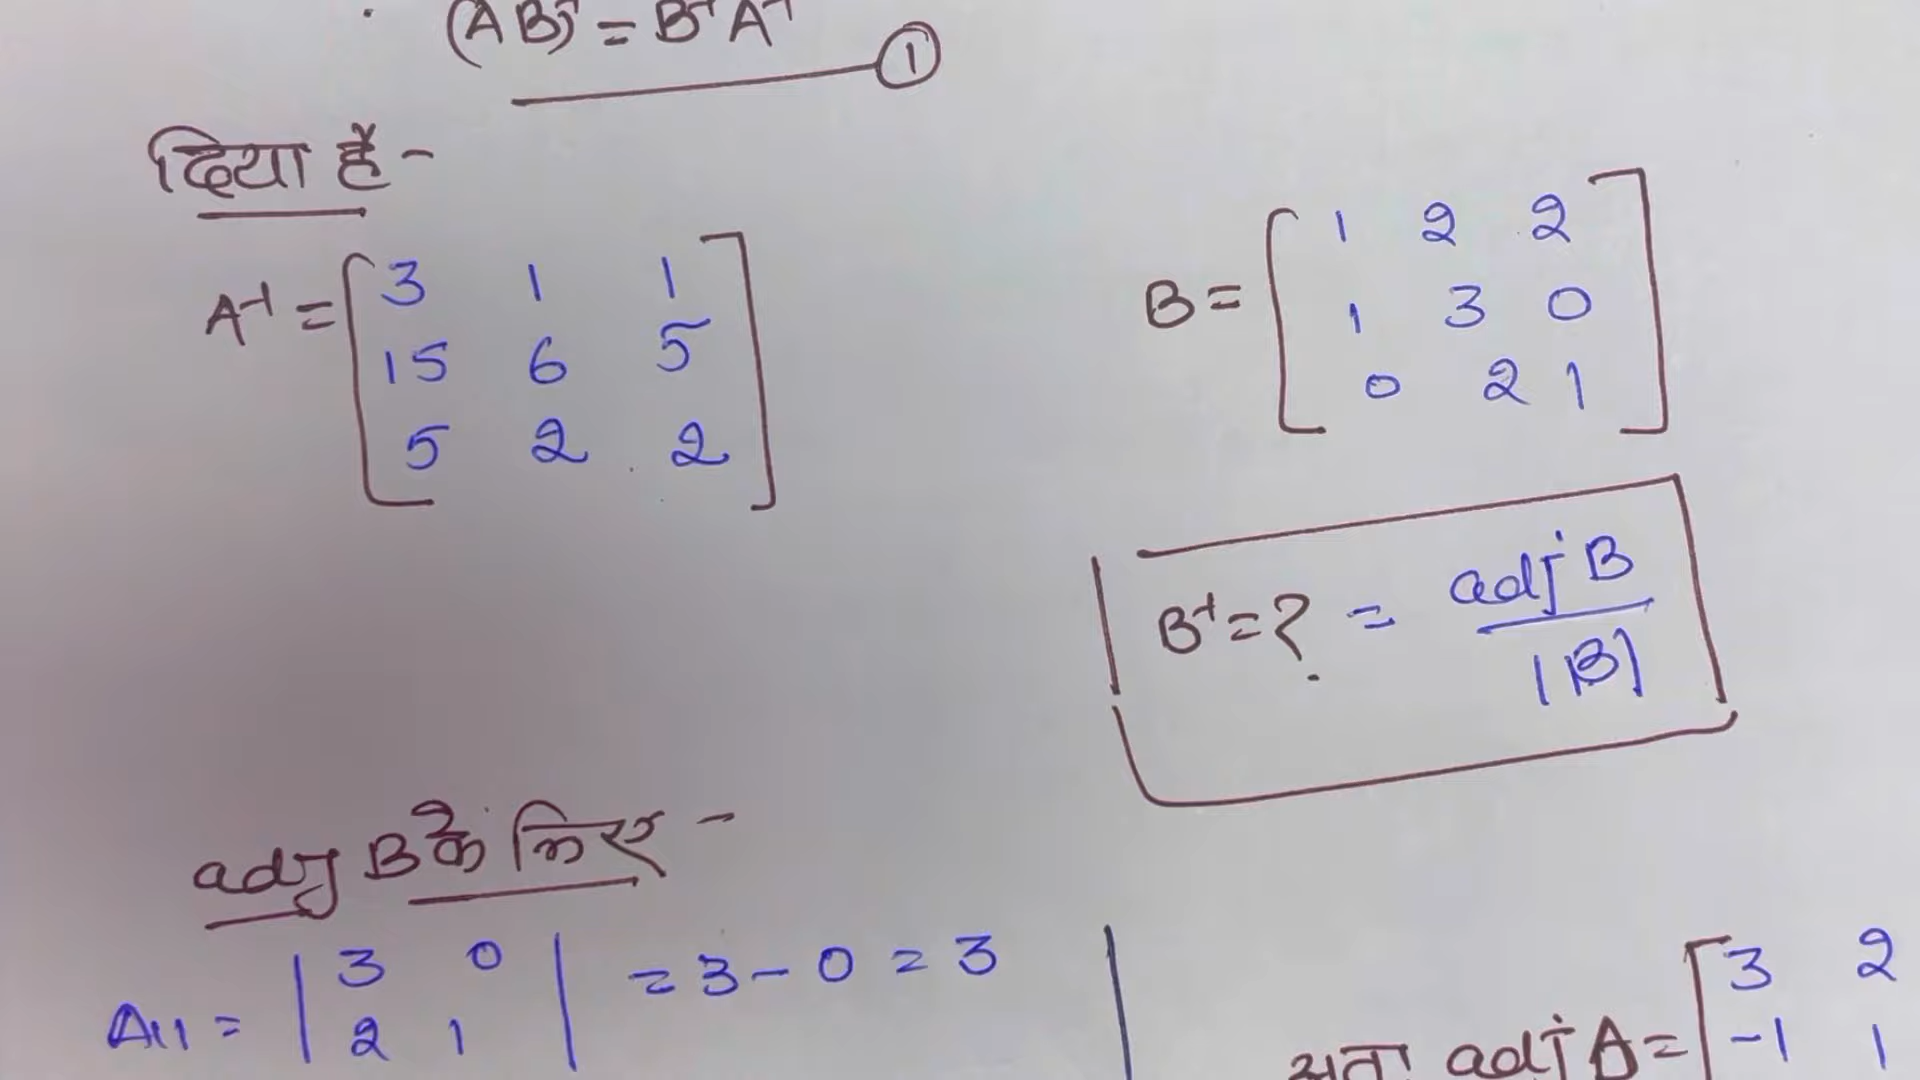 (AB)⁻¹ = B⁻¹A⁻¹ ①
दिया है -
A⁻¹ = [3 1 1
15 6 5
5 2 2]
B = [1 2 2
1 3 0
0 2 1]
B⁻¹ = ? = adj B
|B|
adj B के लिए -
A11 = |3 0| = 3 - 0 = 3
|2 1|
अतः adj A = [3 2
-1 1